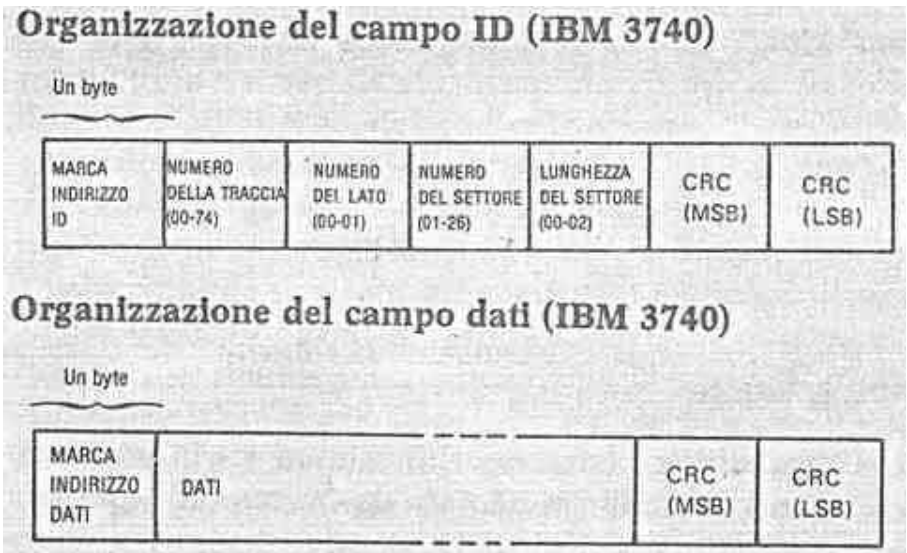 Organizzazione del campo ID (IBM 3740)
Un byte
MARCA
INDIRIZZO
ID
NUMERO
DELLA TRACCIA
(00-74)
NUMERO
DEL LATO
(00-01)
NUMERO
DEL SETTORE
(01-26)
LUNGHEZZA
DEL SETTORE
(00-02)
CRC
(MSB)
CRC
(LSB)
Organizzazione del campo dati (IBM 3740)
Un byte
MARCA
INDIRIZZO
DATI
DATI
CRC
(MSB)
CRC
(LSB)